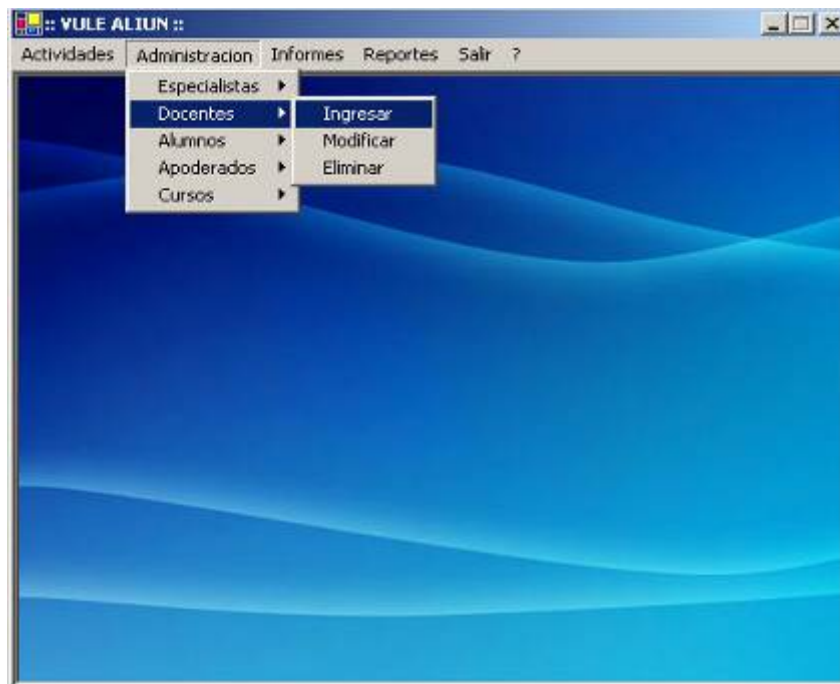 :: VULE ALIUN ::
Actividades Administracion Informes Reportes Salir ?
Especialistas
Docentes Ingresar
Alumnos Modificar
Apoderados Eliminar
Cursos